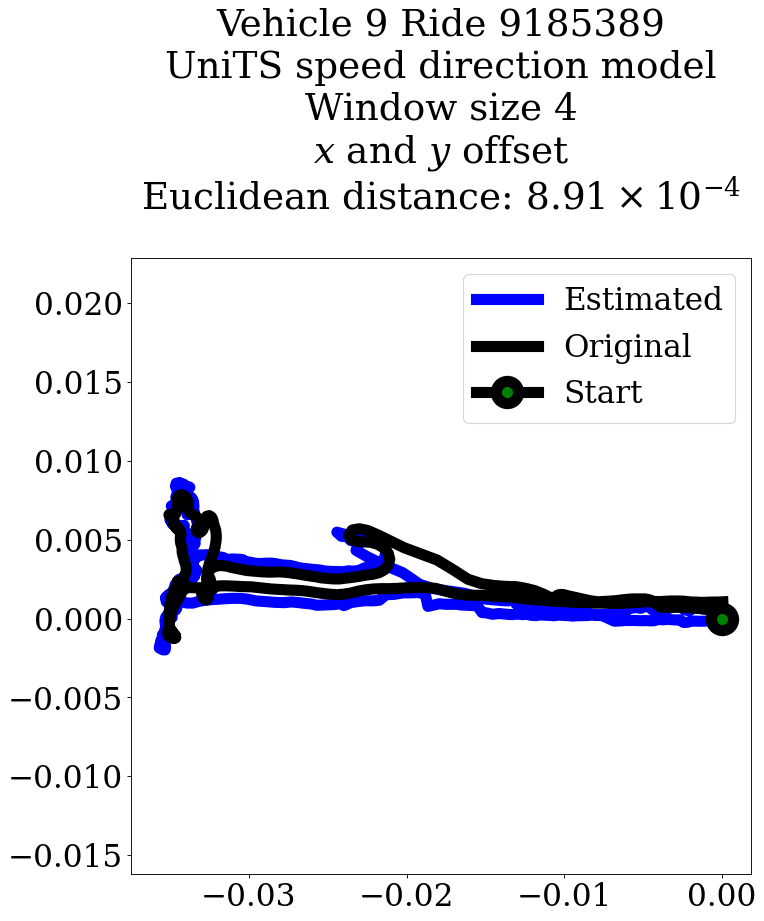 Vehicle 9 Ride 9185389
UniTS speed direction model
Window size 4
x and y offset
Euclidean distance: 8.91 × 10⁻⁴
Estimated
Original
Start
0.020
0.015
0.010
0.005
0.000
−0.005
−0.010
−0.015
−0.03 −0.02 −0.01 0.00